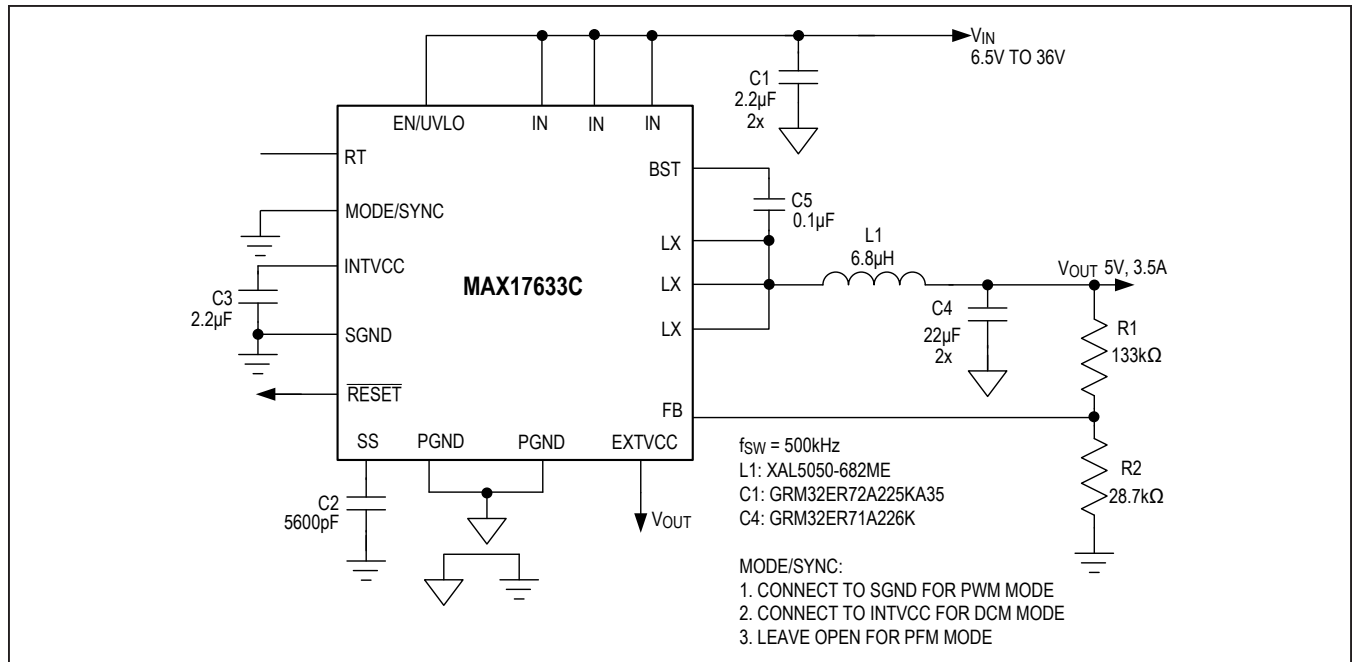 VIN
6.5V TO 36V
C1
2.2µF
2x
EN/UVLO
IN
IN
IN
RT
BST
C5
0.1µF
MODE/SYNC
LX
L1
6.8µH
INTVCC
MAX17633C
LX
VOUT 5V, 3.5A
C3
2.2µF
C4
22µF
2x
SGND
LX
R1
133kΩ
RESET
FB
SS
PGND
PGND
EXTVCC
fSW = 500kHz
L1: XAL5050-682ME
C1: GRM32ER72A225KA35
C4: GRM32ER71A226K
R2
28.7kΩ
C2
5600pF
VOUT
MODE/SYNC:
1. CONNECT TO SGND FOR PWM MODE
2. CONNECT TO INTVCC FOR DCM MODE
3. LEAVE OPEN FOR PFM MODE